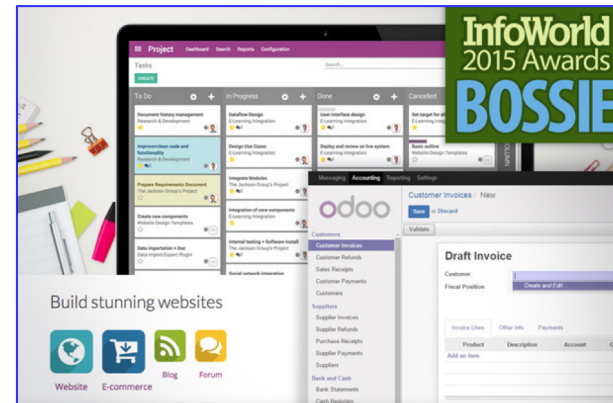 InfoWorld
2015 Awards
BOSSIE
Project Dashboard Search Reports Configuration
Tasks
Search...
CREATE
To Do
In Progress
Done
Cancelled
Document history management
Research & Development
Dataflow Design
E-Learning Integration
User interface design
E-Learning Integration
Set target for all
E-Learning Integration
Improve/clean code and
functionality
Research & Development
Design Use Cases
E-Learning Integration
Deploy and review on live system
E-Learning Integration
Basic outline
Website Design Templates
Prepare Requirements Document
The Jackson Group's Project
Integrate Modules
The Jackson Group's Project
Create new components
Website Design Templates
Integration of core components
E-Learning Integration
Data importation + Doc
Data Import/Export Plugin
Internal testing + Software Install
The Jackson Group's Project
Social network integration
Messaging Accounting Reporting Settings
odoo
Customer Invoices New
Save or Discard
Validate
Customers
Customer Invoices
Customer Refunds
Sales Receipts
Customer Payments
Customers
Suppliers
Supplier Invoices
Supplier Refunds
Purchase Receipts
Supplier Payments
Suppliers
Bank and Cash
Bank Statements
Cash Registers
Draft Invoice
Customer
Create and Edit...
Fiscal Position
Invoice Lines Other Info Payments
Product Description Account
Add an item
Build stunning websites
Website
E-commerce
Blog
Forum